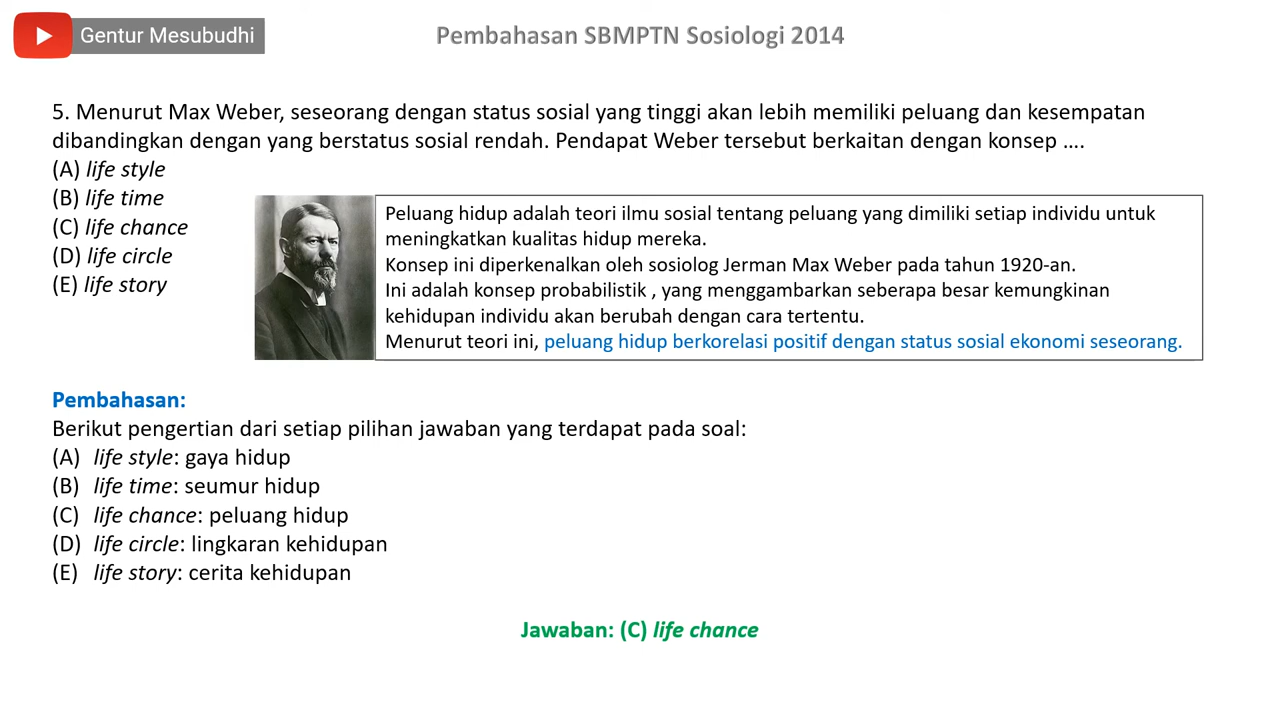 Gentur Mesubudhi
Pembahasan SBMPTN Sosiologi 2014
5. Menurut Max Weber, seseorang dengan status sosial yang tinggi akan lebih memiliki peluang dan kesempatan
dibandingkan dengan yang berstatus sosial rendah. Pendapat Weber tersebut berkaitan dengan konsep ....
(A) life style
(B) life time
(C) life chance
(D) life circle
(E) life story
Peluang hidup adalah teori ilmu sosial tentang peluang yang dimiliki setiap individu untuk
meningkatkan kualitas hidup mereka.
Konsep ini diperkenalkan oleh sosiolog Jerman Max Weber pada tahun 1920-an.
Ini adalah konsep probabilistik , yang menggambarkan seberapa besar kemungkinan
kehidupan individu akan berubah dengan cara tertentu.
Menurut teori ini, peluang hidup berkorelasi positif dengan status sosial ekonomi seseorang.
Pembahasan:
Berikut pengertian dari setiap pilihan jawaban yang terdapat pada soal:
(A) life style: gaya hidup
(B) life time: seumur hidup
(C) life chance: peluang hidup
(D) life circle: lingkaran kehidupan
(E) life story: cerita kehidupan
Jawaban: (C) life chance